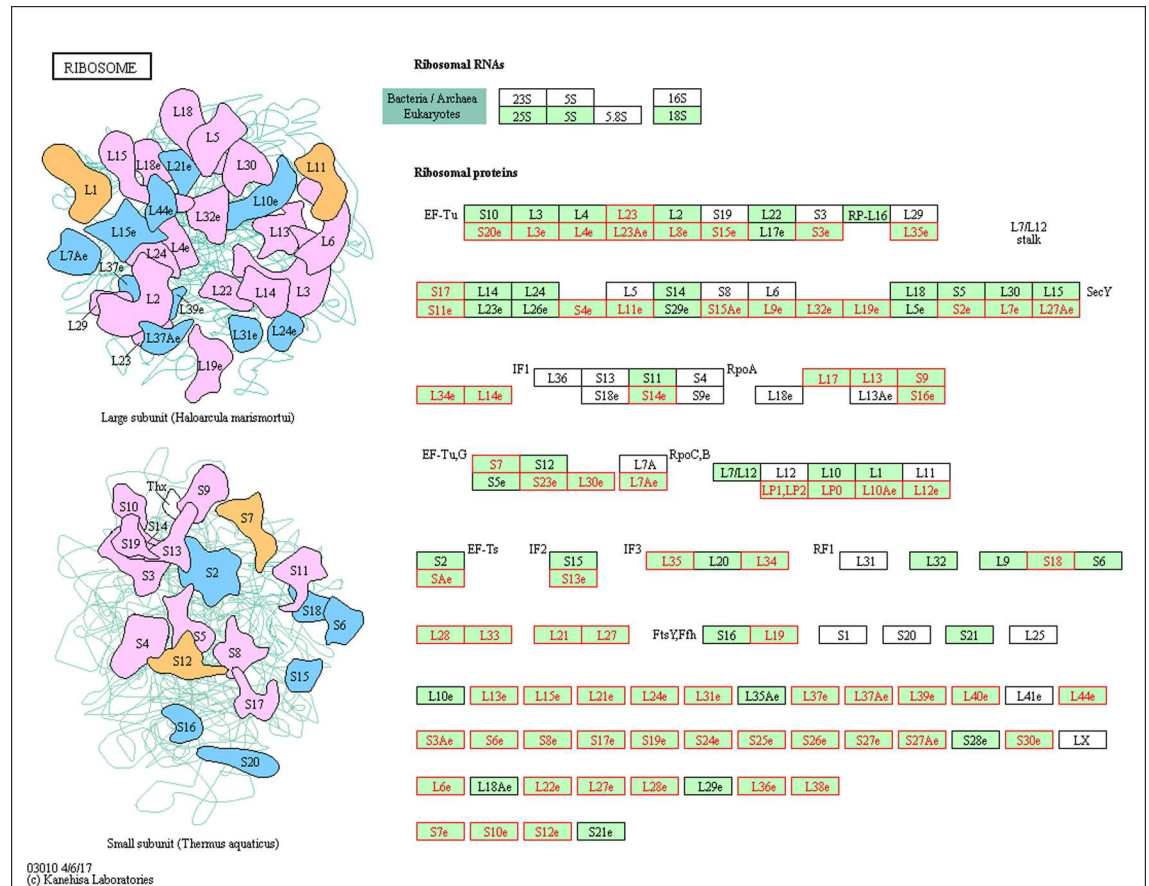 RIBOSOME
L18
L5
L15
L18e
L21e
L30
L11
L1
L10e
L44e
L32e
L15e
L13
L6
L4e
L7Ae
L24
L37e
L2
L22
L14
L3
L39e
L29
L37Ae
L31e
L24e
L23
L19e
Large subunit (Haloarcula marismortui)
Thx
S9
S10
S14
S7
S19
S13
S3
S2
S11
S18
S6
S4
S5
S8
S12
S15
S17
S16
S20
Small subunit (Thermus aquaticus)
03010 4/6/17
(c) Kanehisa Laboratories
Ribosomal RNAs
Bacteria / Archaea 23S 5S 16S
Eukaryotes 25S 5S 5.8S 18S
Ribosomal proteins
EF-Tu S10 L3 L4 L23 L2 S19 L22 S3 RP-L16 L29
S20e L3e L4e L23Ae L8e S15e L17e S3e L35e
L7/L12
stalk
S17 L14 L24 L5 S14 S8 L6 L18 S5 L30 L15 SecY
S11e L23e L26e S4e L11e S29e S15Ae L9e L32e L19e L5e S2e L7e L27Ae
IF1 L36 S13 S11 S4 RpoA L17 L13 S9
L34e L14e S18e S14e S9e L18e L13Ae S16e
EF-Tu,G S7 S12 L7A RpoC,B L7/L12 L12 L10 L1 L11
S5e S23e L30e L7Ae LP1,LP2 LP0 L10Ae L12e
S2 EF-Ts IF2 S15 IF3 L35 L20 L34 RF1 L31 L32 L9 S18 S6
SAe S13e
L28 L33 L21 L27 FtsY,Ffh S16 L19 S1 S20 S21 L25
L10e L13e L15e L21e L24e L31e L35Ae L37e L37Ae L39e L40e L41e L44e
S3Ae S6e S8e S17e S19e S24e S25e S26e S27e S27Ae S28e S30e LX
L6e L18Ae L22e L27e L28e L29e L36e L38e
S7e S10e S12e S21e